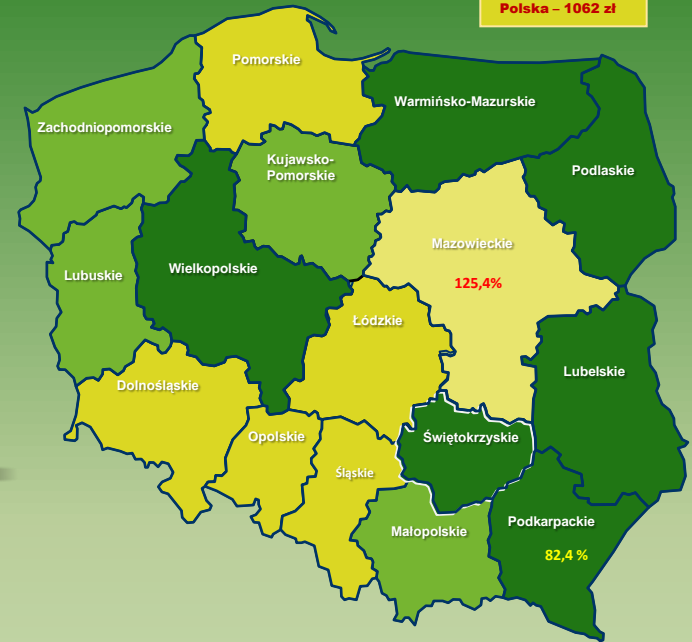 Polska – 1062 zł
Pomorskie
Warmińsko-Mazurskie
Zachodniopomorskie
Kujawsko-
Pomorskie
Podlaskie
Mazowieckie
Lubuskie
Wielkopolskie
125,4%
Łódzkie
Lubelskie
Dolnośląskie
Opolskie
Świętokrzyskie
Śląskie
Podkarpackie
Małopolskie
82,4 %